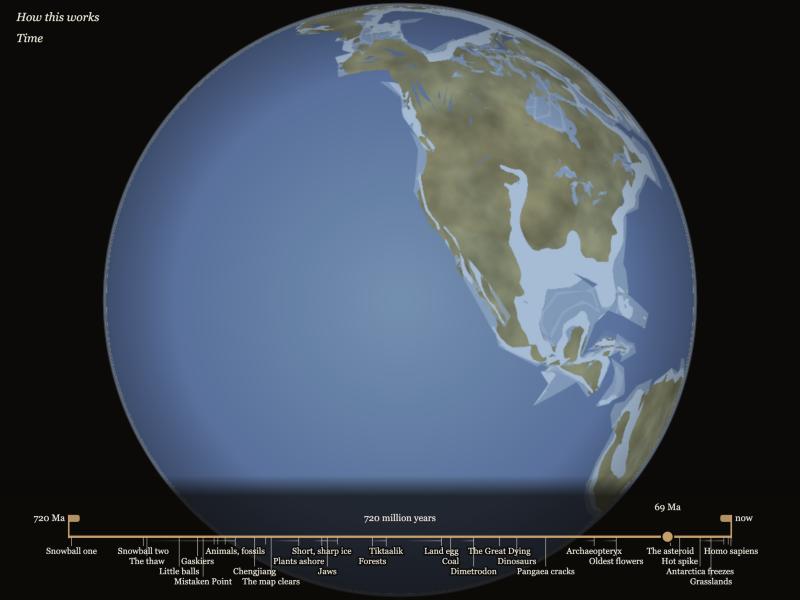 How this works
Time
69 Ma
720 Ma
720 million years
now
Snowball one
Snowball two
Animals, fossils
Short, sharp ice
Tiktaalik
Land egg
The Great Dying
Archaeopteryx
The asteroid
Homo sapiens
The thaw
Gaskiers
Plants ashore
Forests
Coal
Dinosaurs
Oldest flowers
Hot spike
Little balls
Chengjiang
Jaws
Dimetrodon
Pangaea cracks
Antarctica freezes
Mistaken Point
The map clears
Grasslands